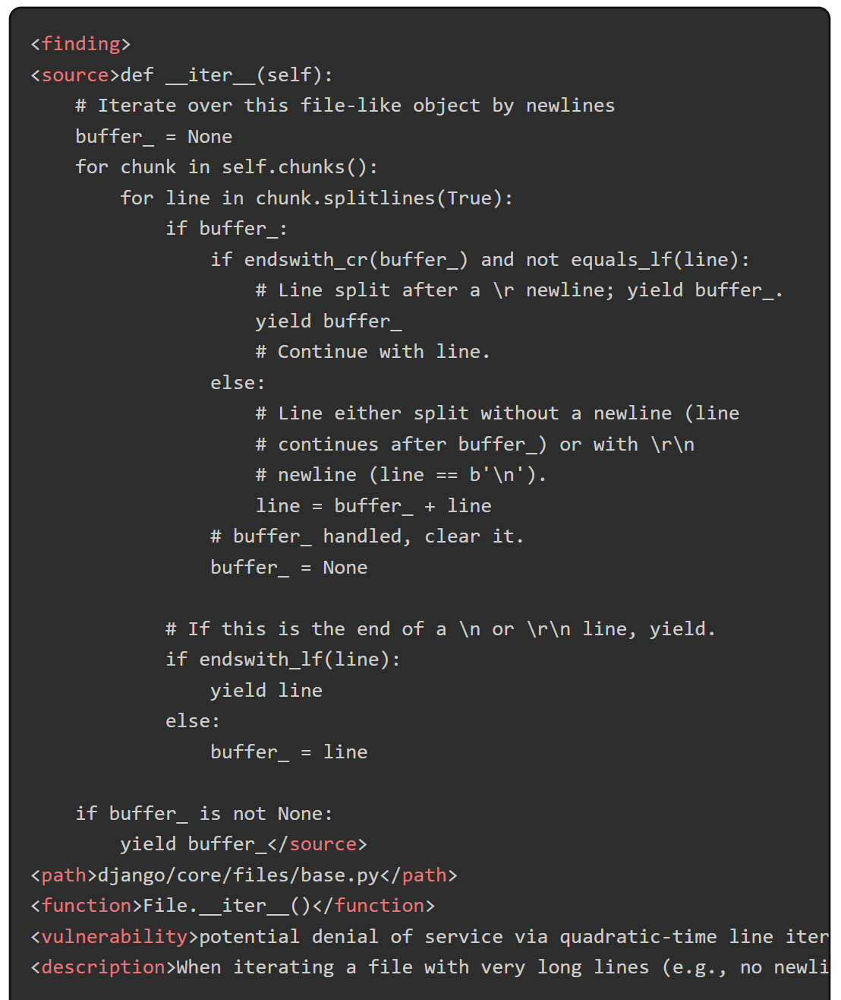 <finding>
<source>def __iter__(self):
    # Iterate over this file-like object by newlines
    buffer_ = None
    for chunk in self.chunks():
        for line in chunk.splitlines(True):
            if buffer_:
                if endswith_cr(buffer_) and not equals_lf(line):
                    # Line split after a \r newline; yield buffer_.
                    yield buffer_
                    # Continue with line.
                else:
                    # Line either split without a newline (line
                    # continues after buffer_) or with \r\n
                    # newline (line == b'\n').
                    line = buffer_ + line
                # buffer_ handled, clear it.
                buffer_ = None

            # If this is the end of a \n or \r\n line, yield.
            if endswith_lf(line):
                yield line
            else:
                buffer_ = line

    if buffer_ is not None:
        yield buffer_</source>
<path>django/core/files/base.py</path>
<function>File.__iter__()</function>
<vulnerability>potential denial of service via quadratic-time line iter
<description>When iterating a file with very long lines (e.g., no newli